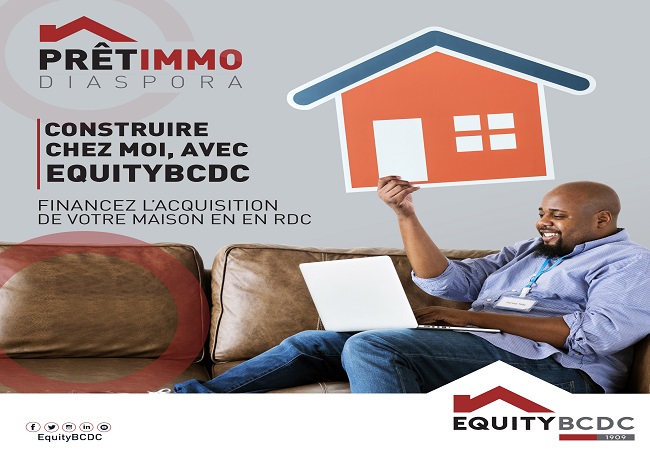 PRÊTIMMO
DIASPORA
CONSTRUIRE
CHEZ MOI, AVEC
EQUITYBCDC
FINANCEZ L'ACQUISITION
DE VOTRE MAISON EN EN RDC
EquityBCDC
EQUITYBCDC
1909